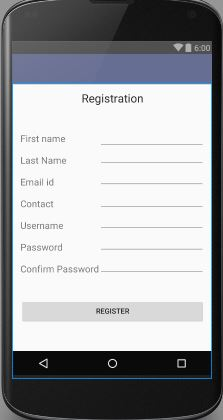 6:00
Registration
First name
Last Name
Email id
Contact
Username
Password
Confirm Password
REGISTER